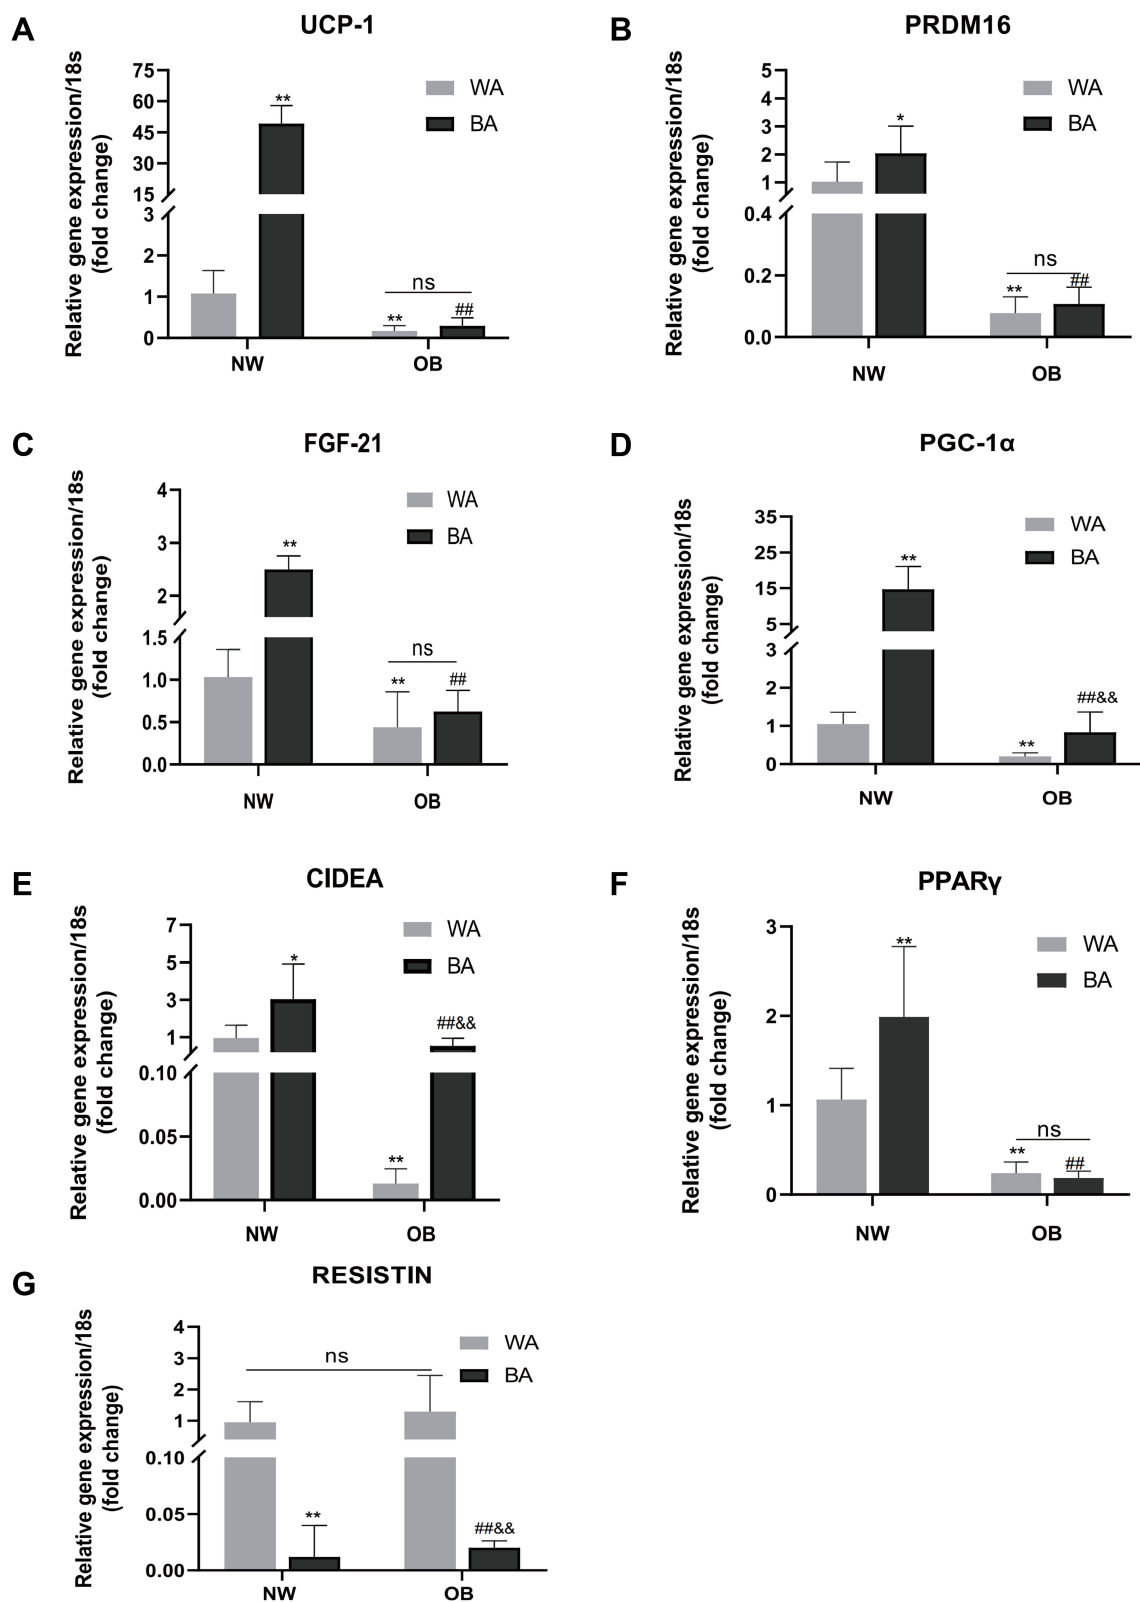 A
UCP-1
Relative gene expression/18s
(fold change)
75
60
45
30
15
3
2
1
0
**
ns
**
##
WA
BA
NW
OB
B
PRDM16
Relative gene expression/18s
(fold change)
5
4
3
2
1
0.4
0.2
0.0
*
ns
**
##
WA
BA
NW
OB
C
FGF-21
Relative gene expression/18s
(fold change)
4
3
2
1.5
1.0
0.5
0.0
**
ns
**
##
WA
BA
NW
OB
D
PGC-1α
Relative gene expression/18s
(fold change)
35
25
15
5
3
2
1
0
**
**
##&&
WA
BA
NW
OB
E
CIDEA
Relative gene expression/18s
(fold change)
7
5
3
1
0.10
0.05
0.00
*
**
##&&
WA
BA
NW
OB
F
PPARγ
Relative gene expression/18s
(fold change)
3
2
1
0
**
ns
**
##
WA
BA
NW
OB
G
RESISTIN
Relative gene expression/18s
(fold change)
4
3
2
1
0.10
0.05
0.00
ns
**
##&&
WA
BA
NW
OB